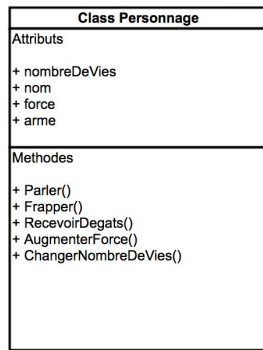 Class Personnage
Attributs
+ nombreDeVies
+ nom
+ force
+ arme
Methodes
+ Parler()
+ Frapper()
+ RecevoirDegats()
+ AugmenterForce()
+ ChangerNombreDeVies()